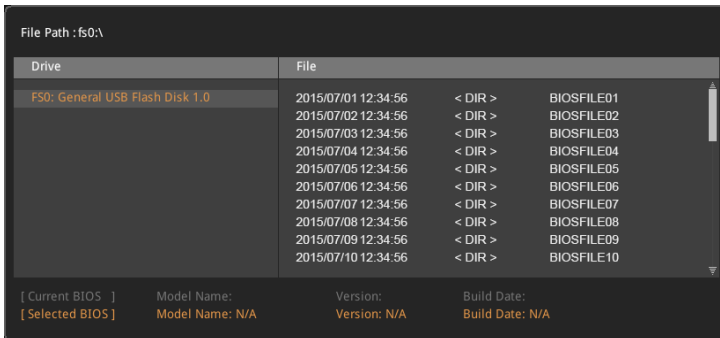 File Path : fs0:\
Drive File
FS0: General USB Flash Disk 1.0
2015/07/01 12:34:56 < DIR > BIOSFILE01
2015/07/02 12:34:56 < DIR > BIOSFILE02
2015/07/03 12:34:56 < DIR > BIOSFILE03
2015/07/04 12:34:56 < DIR > BIOSFILE04
2015/07/05 12:34:56 < DIR > BIOSFILE05
2015/07/06 12:34:56 < DIR > BIOSFILE06
2015/07/07 12:34:56 < DIR > BIOSFILE07
2015/07/08 12:34:56 < DIR > BIOSFILE08
2015/07/09 12:34:56 < DIR > BIOSFILE09
2015/07/10 12:34:56 < DIR > BIOSFILE10
[ Current BIOS ] Model Name: Version: Build Date:
[ Selected BIOS ] Model Name: N/A Version: N/A Build Date: N/A